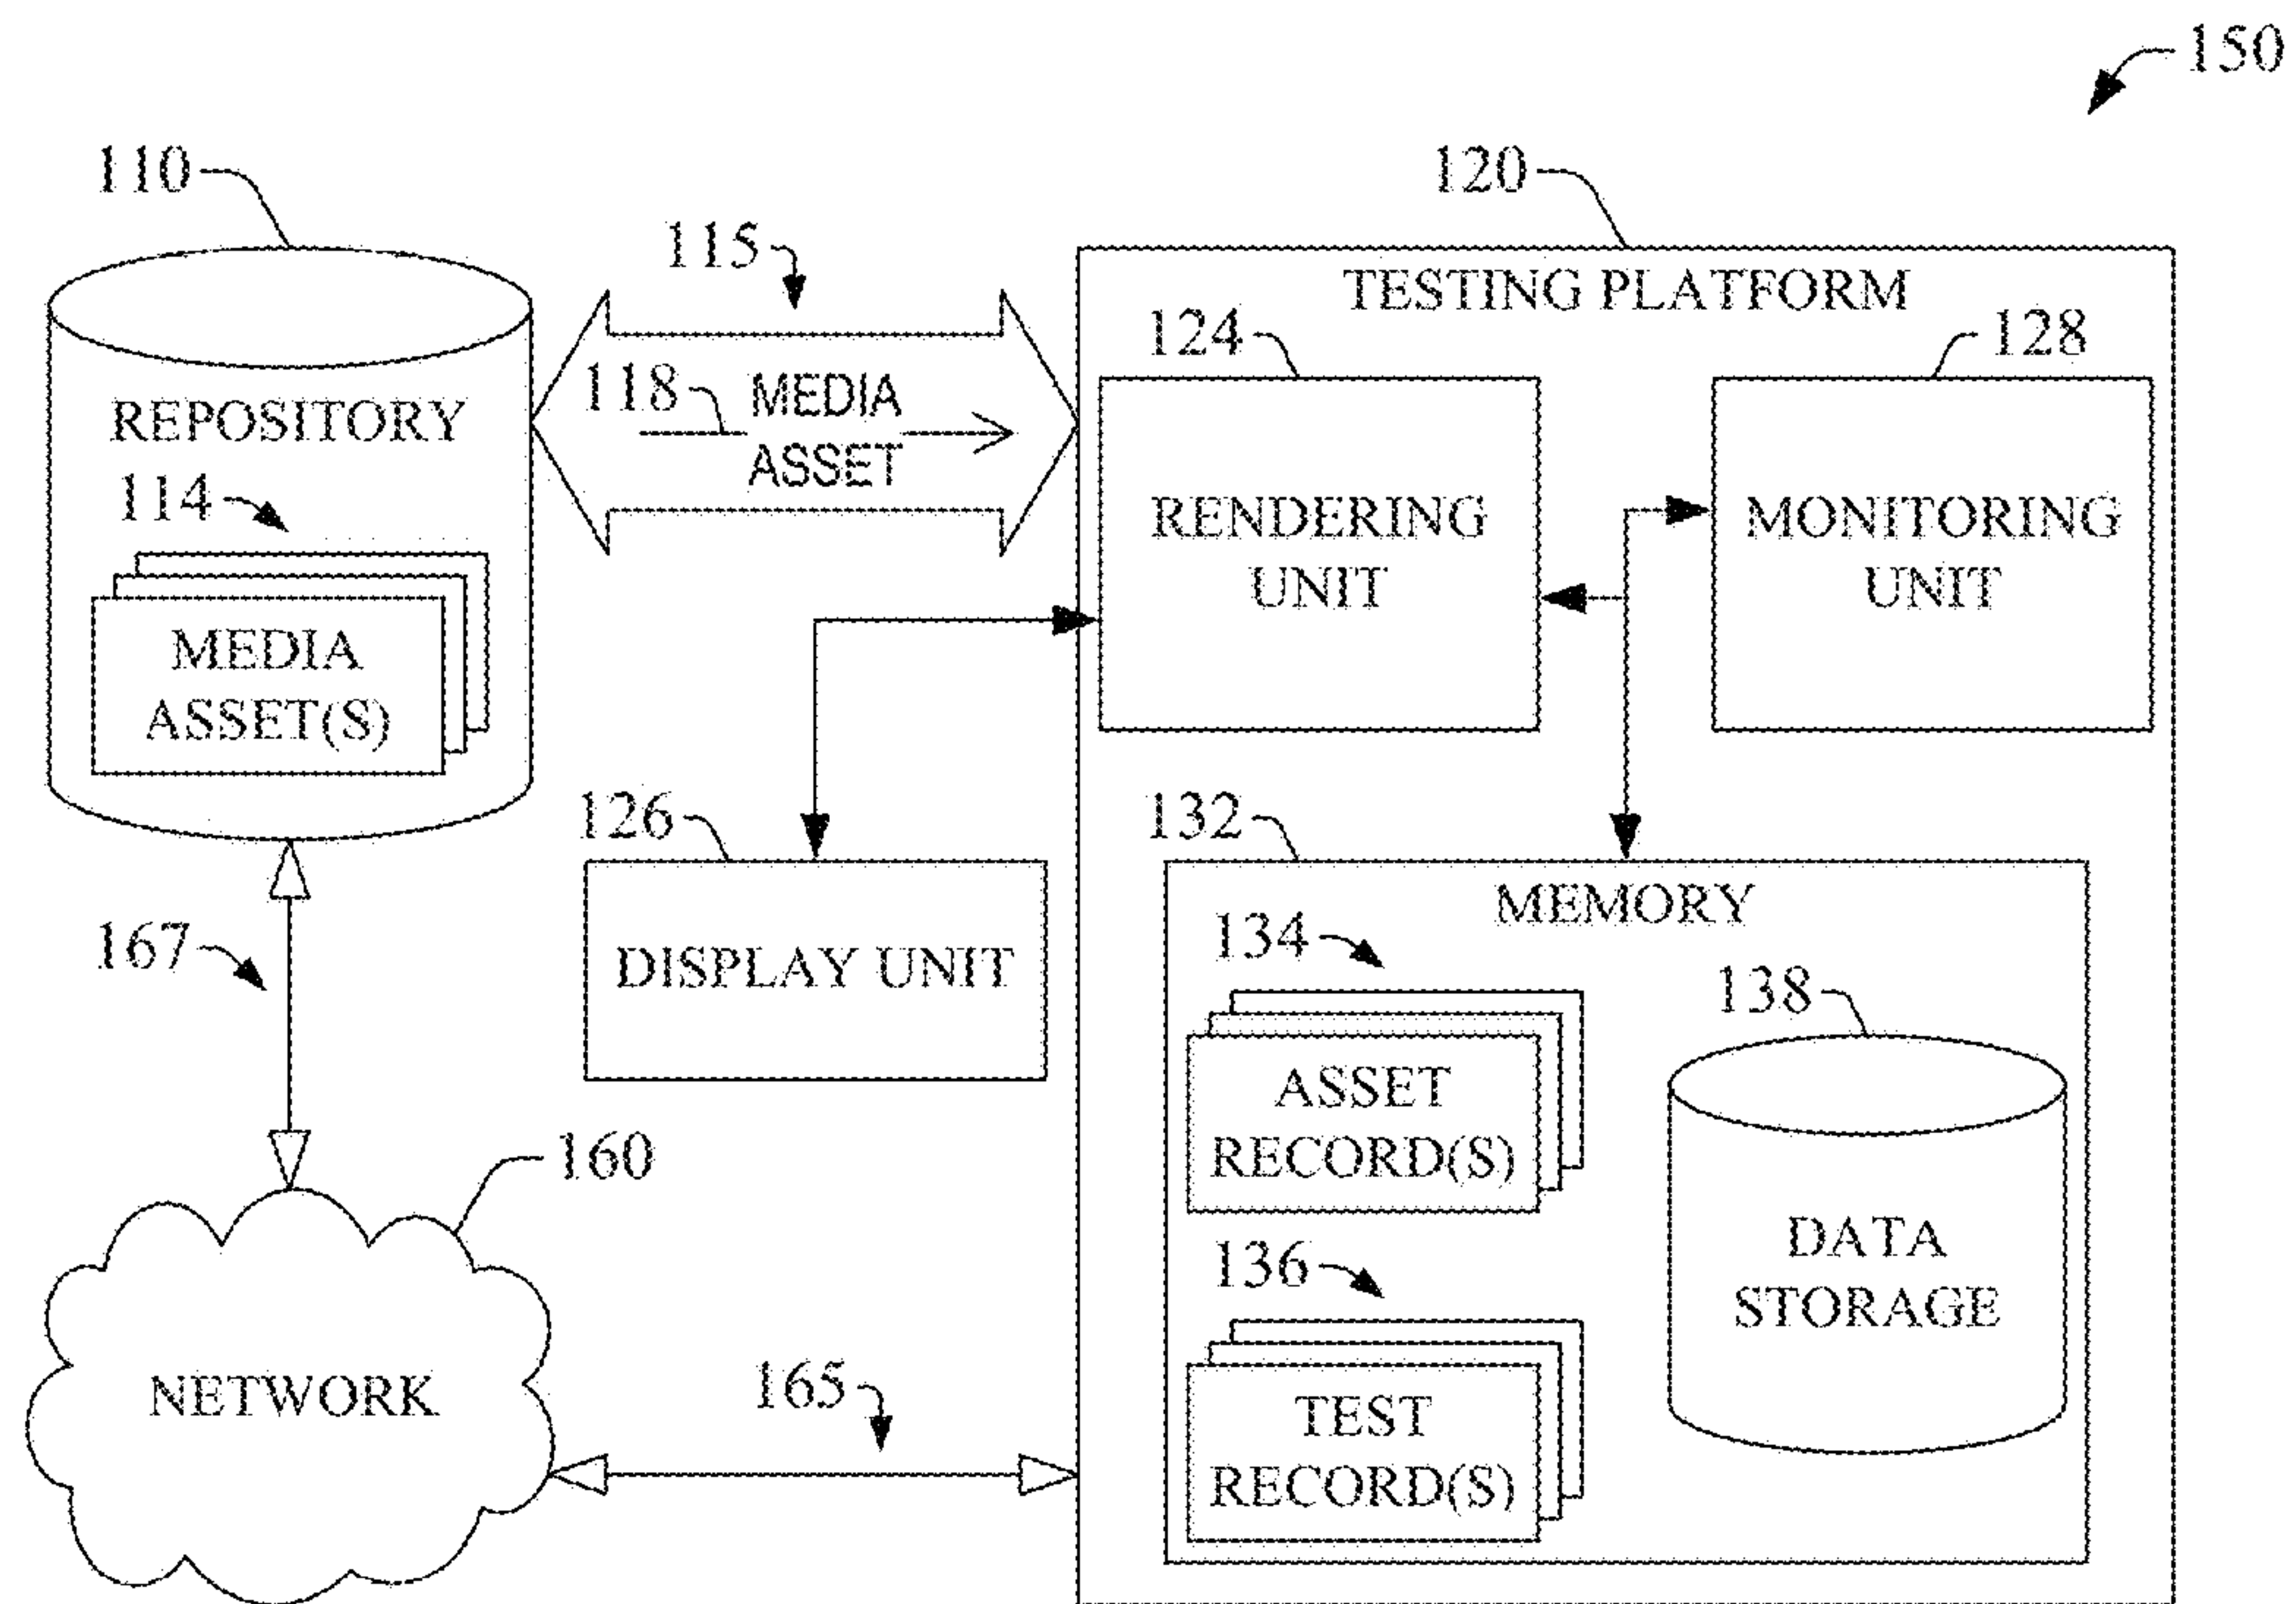 150
110
120
115
TESTING PLATFORM
124
128
118
MEDIA
ASSET
REPOSITORY
114
MEDIA
ASSET(S)
RENDERING
UNIT
MONITORING
UNIT
126
132
DISPLAY UNIT
MEMORY
134
138
167
ASSET
RECORD(S)
160
136
DATA
STORAGE
NETWORK
165
TEST
RECORD(S)